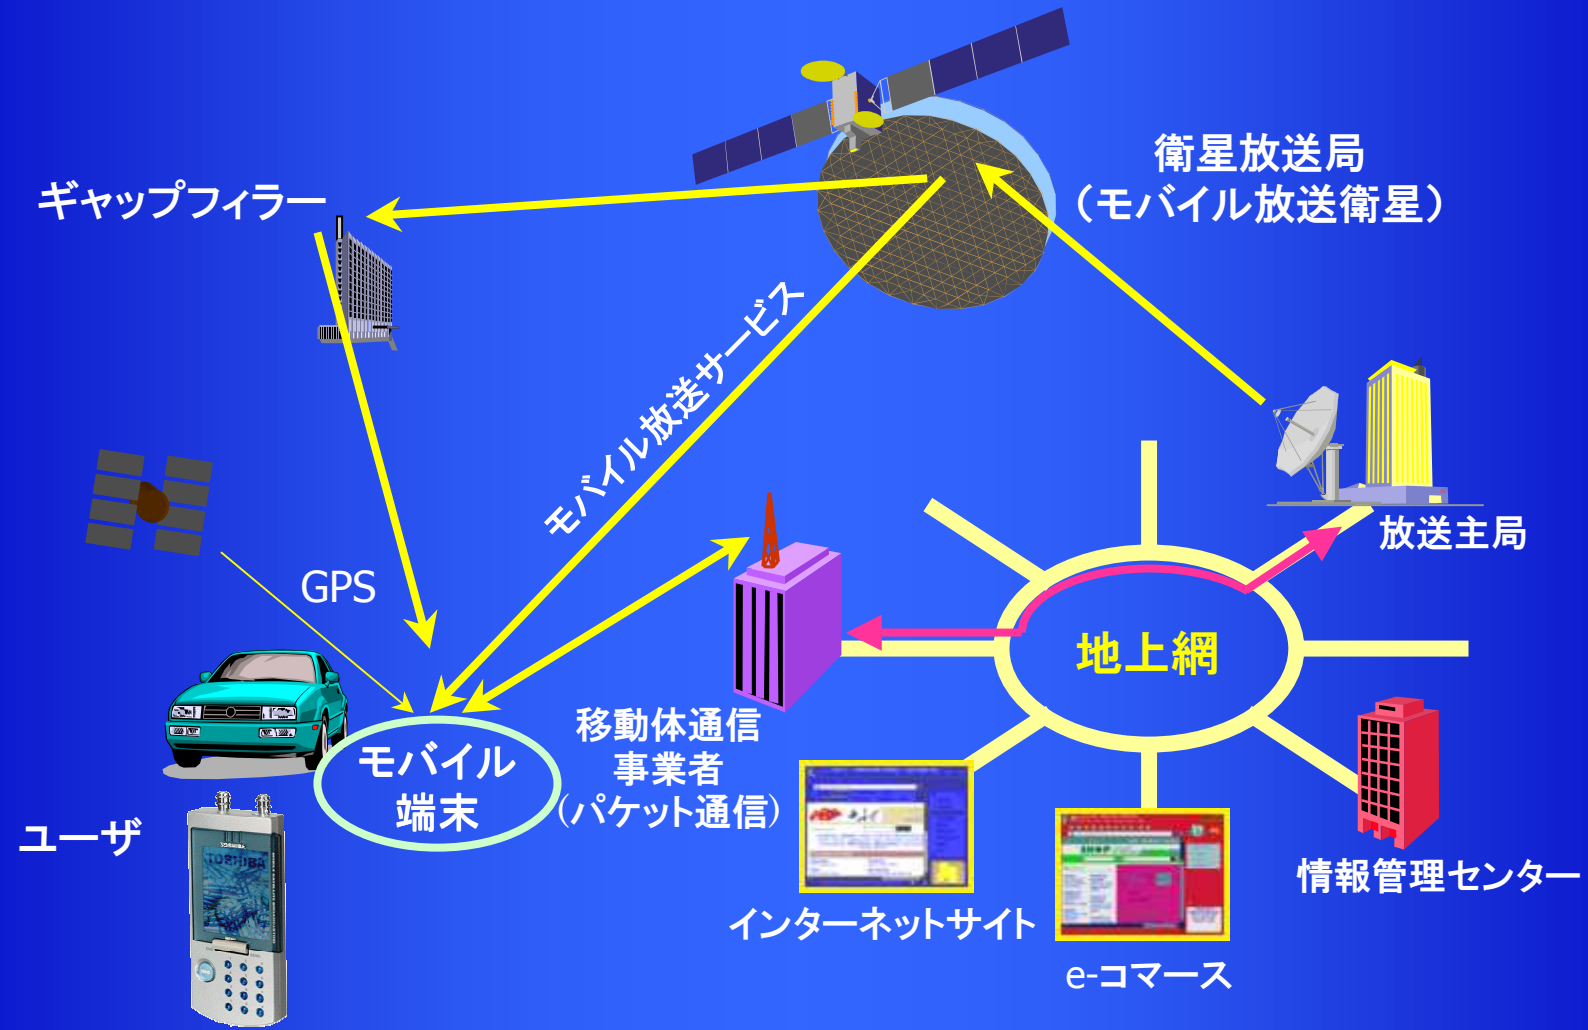 衛星放送局
（モバイル放送衛星）
ギャップフィラー
モバイル放送サービス
放送主局
GPS
地上網
移動体通信
事業者
(パケット通信)
モバイル
端末
ユーザ
TOSHIBA
TOSHIBA
情報管理センター
インターネットサイト
e-コマース